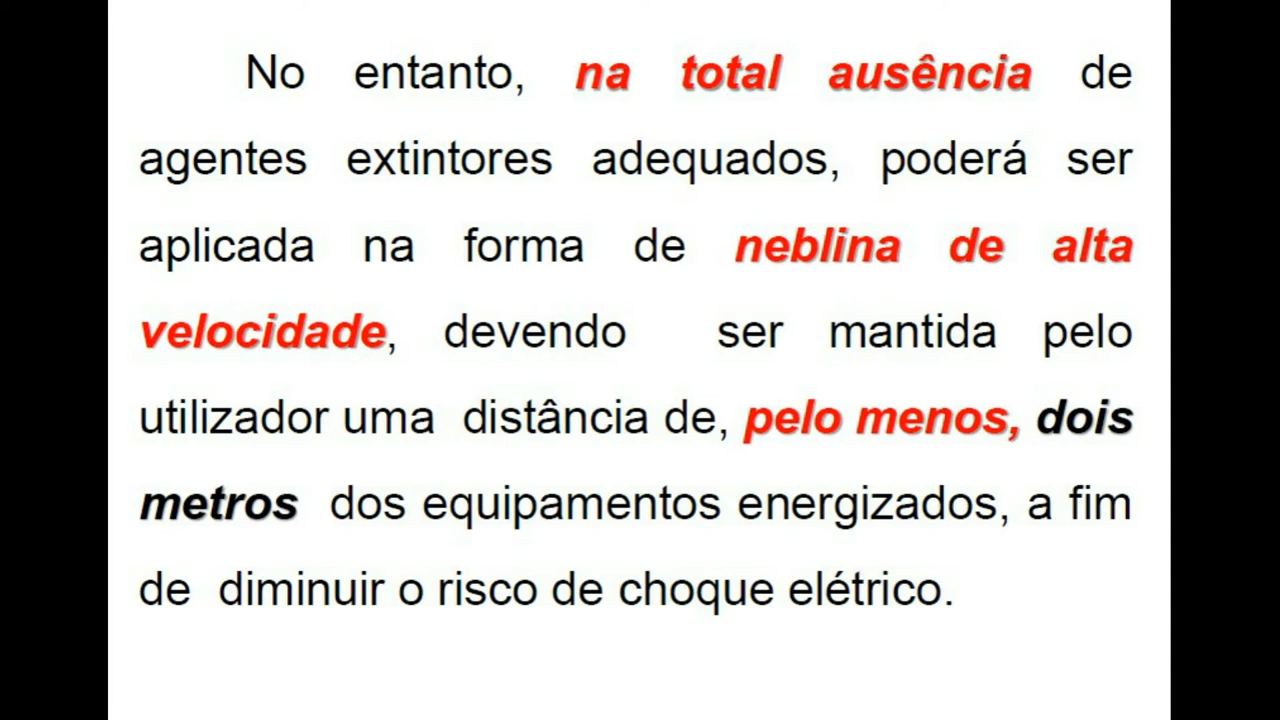 No entanto, na total ausência de
agentes extintores adequados, poderá ser
aplicada na forma de neblina de alta
velocidade, devendo ser mantida pelo
utilizador uma distância de, pelo menos, dois
metros dos equipamentos energizados, a fim
de diminuir o risco de choque elétrico.